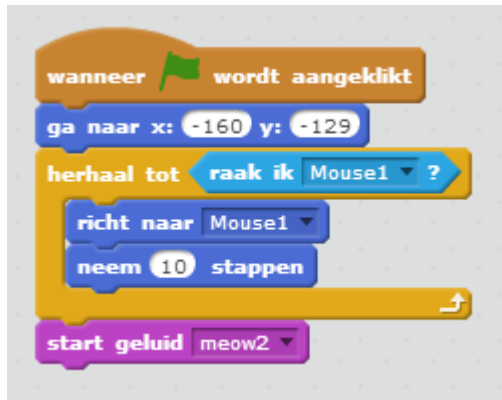 wanneer wordt aangeklikt
ga naar x: -160 y: -129
herhaal tot raak ik Mouse1 ?
richt naar Mouse1
neem 10 stappen
start geluid meow2